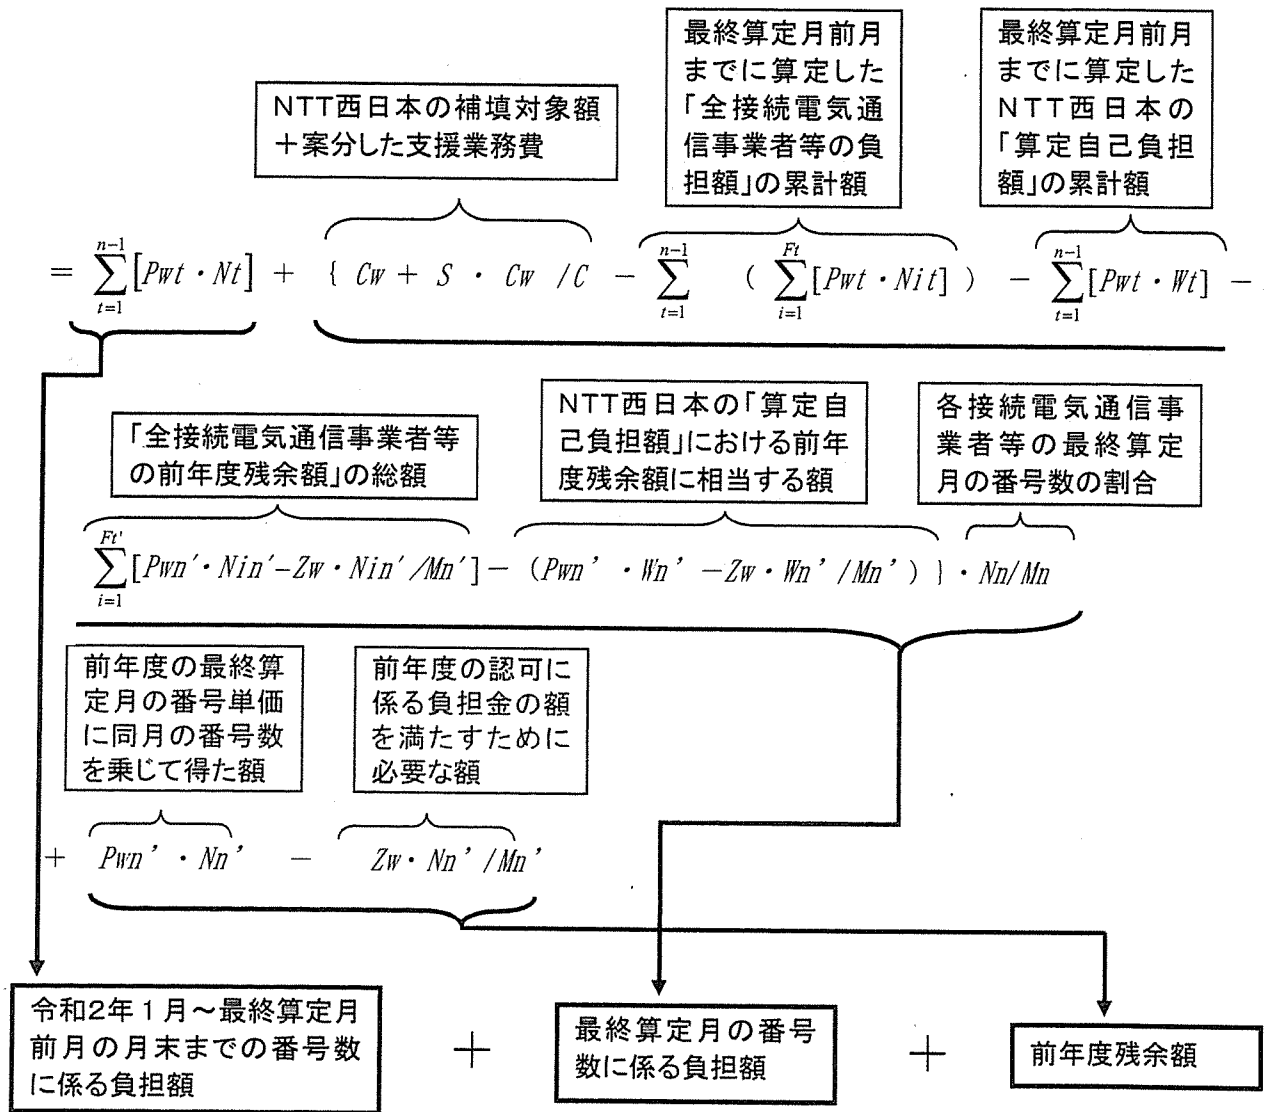 NTT西日本の補填対象額
＋案分した支援業務費
最終算定月前月
までに算定した
「全接続電気通
信事業者等の負
担額」の累計額
最終算定月前月
までに算定した
NTT西日本の
「算定自己負担
額」の累計額
= \sum_{t=1}^{n-1}[Pwt・Nt] + { Cw + S ・ Cw /C - \sum_{t=1}^{n-1} ( \sum_{i=1}^{Ft}[Pwt・Nit] ) - \sum_{t=1}^{n-1}[Pwt・Wt] -
「全接続電気通信事業者等
の前年度残余額」の総額
NTT西日本の「算定自
己負担額」における前年
度残余額に相当する額
各接続電気通信事
業者等の最終算定
月の番号数の割合
\sum_{i=1}^{Ft'}[Pwn'・Nin'-Zw・Nin'/Mn'] - (Pwn'・Wn'-Zw・Wn'/Mn') }・Nn/Mn
前年度の最終算
定月の番号単価
に同月の番号数
を乗じて得た額
前年度の認可に
係る負担金の額
を満たすために
必要な額
+ Pwn'・Nn' - Zw・Nn'/Mn'
令和2年1月～最終算定月
前月の月末までの番号数
に係る負担額
+
最終算定月の番号
数に係る負担額
+
前年度残余額